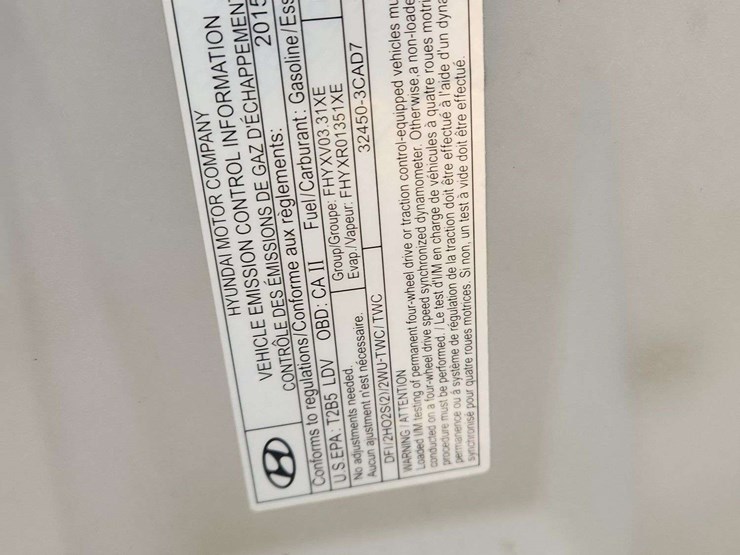 HYUNDAI MOTOR COMPANY
VEHICLE EMISSION CONTROL INFORMATION
CONTRÔLE DES ÉMISSIONS DE GAZ D'ÉCHAPPEMENT
Conforms to regulations/Conforme aux règlements: 2015
U.S.EPA: T2B5 LDV OBD: CA II Fuel/Carburant: Gasoline/Ess
No adjustments needed.
Aucun ajustment n'est nécessaire.
Group/Groupe: FHYXV03.31XE
Evap./Vapeur: FHYXR01351XE
DFI/2HO2S(2)/2WU-TWC/TWC 32450-3CAD7
WARNING / ATTENTION
Loaded I/M testing of permanent four-wheel drive or traction control-equipped vehicles mu
conducted on a four-wheel drive speed synchronized dynamometer. Otherwise,a non-loade
procedure must be performed. / Le test d'I/M en charge de véhicules à quatre roues motri
permanence ou à système de régulation de la traction doit être effectué à l'aide d'un dyna
synchronisé pour quatre roues motrices. Si non, un test à vide doit être effectué.